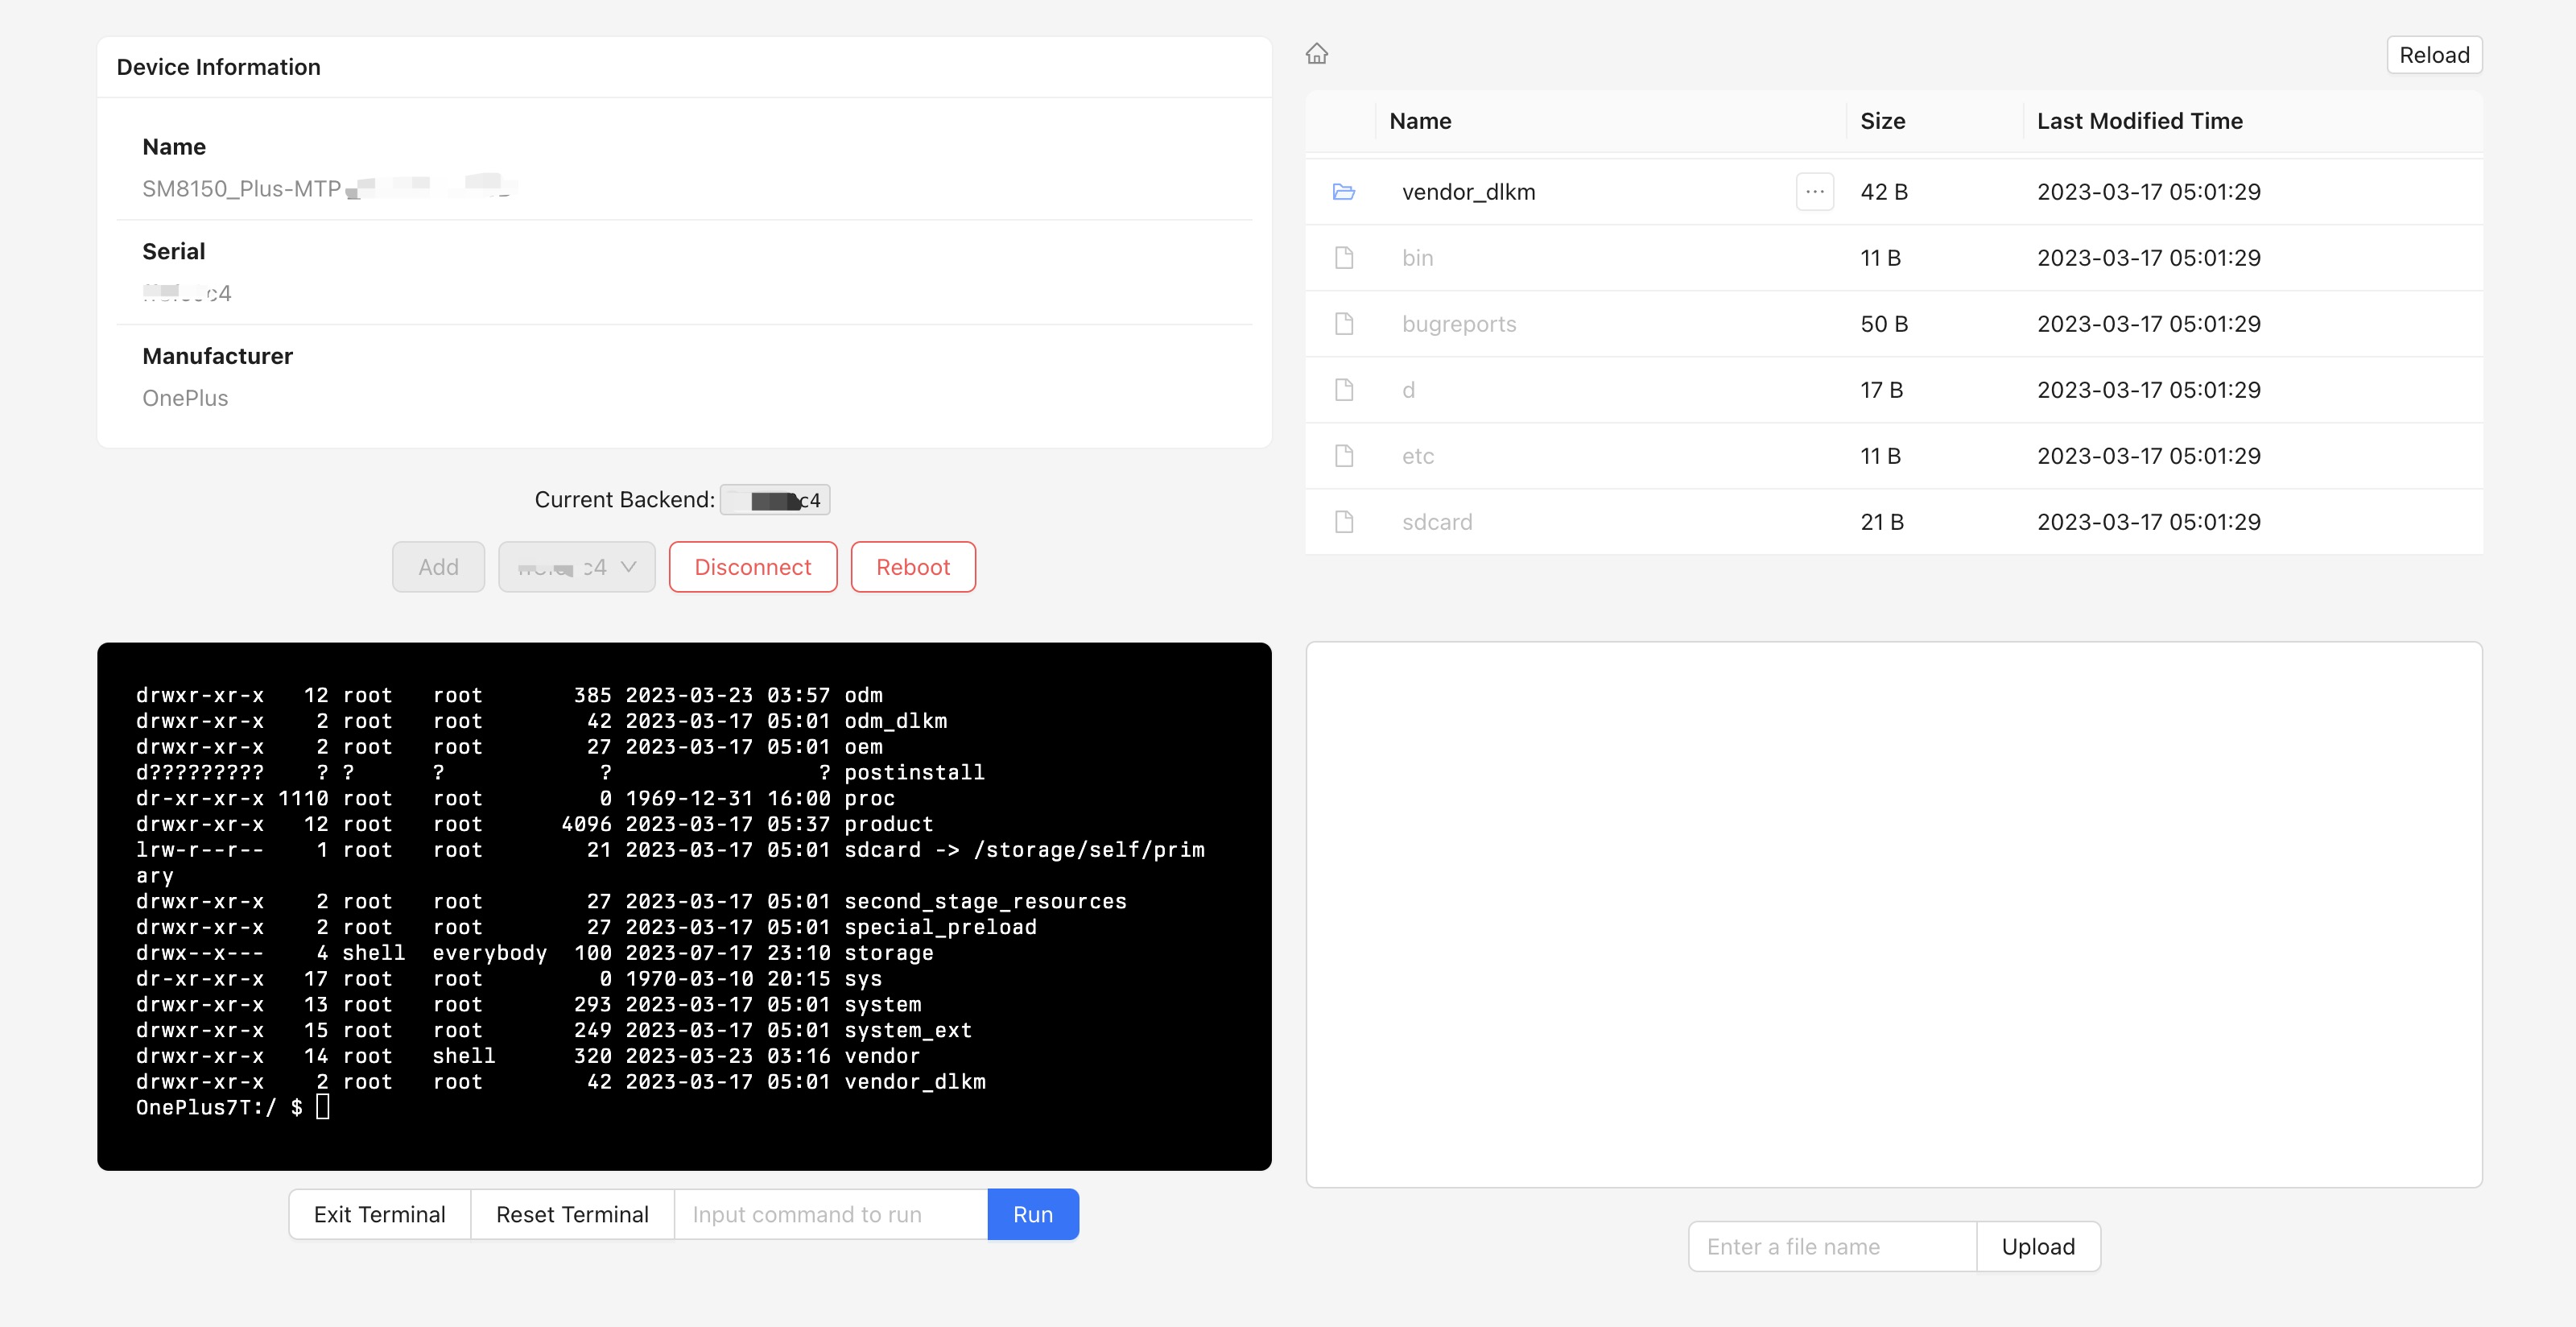 Device Information
Name
SM8150_Plus-MTP
Serial
c4
Manufacturer
OnePlus
Current Backend: c4
Add c4 Disconnect Reboot
drwxr-xr-x 12 root root 385 2023-03-23 03:57 odm
drwxr-xr-x 2 root root 42 2023-03-17 05:01 odm_dlkm
drwxr-xr-x 2 root root 27 2023-03-17 05:01 oem
d????????? ? ? ? ? ? postinstall
dr-xr-xr-x 1110 root root 0 1969-12-31 16:00 proc
drwxr-xr-x 12 root root 4096 2023-03-17 05:37 product
lrw-r--r-- 1 root root 21 2023-03-17 05:01 sdcard -> /storage/self/prim
ary
drwxr-xr-x 2 root root 27 2023-03-17 05:01 second_stage_resources
drwxr-xr-x 2 root root 27 2023-03-17 05:01 special_preload
drwx--x--- 4 shell everybody 100 2023-07-17 23:10 storage
dr-xr-xr-x 17 root root 0 1970-03-10 20:15 sys
drwxr-xr-x 13 root root 293 2023-03-17 05:01 system
drwxr-xr-x 15 root root 249 2023-03-17 05:01 system_ext
drwxr-xr-x 14 root shell 320 2023-03-23 03:16 vendor
drwxr-xr-x 2 root root 42 2023-03-17 05:01 vendor_dlkm
OnePlus7T:/ $
Exit Terminal Reset Terminal Input command to run Run
Reload
Name Size Last Modified Time
vendor_dlkm ··· 42 B 2023-03-17 05:01:29
bin 11 B 2023-03-17 05:01:29
bugreports 50 B 2023-03-17 05:01:29
d 17 B 2023-03-17 05:01:29
etc 11 B 2023-03-17 05:01:29
sdcard 21 B 2023-03-17 05:01:29
Enter a file name Upload